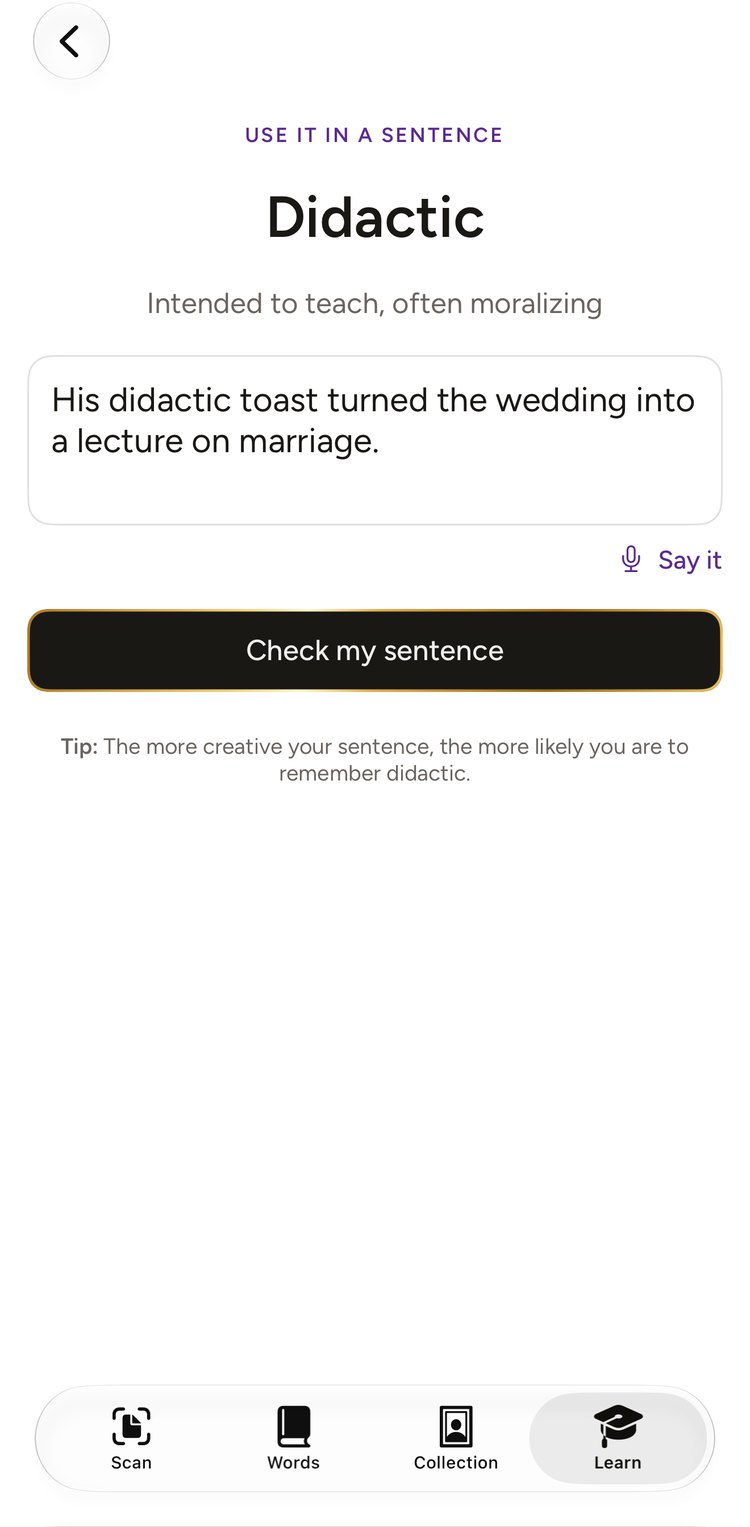 USE IT IN A SENTENCE
Didactic
Intended to teach, often moralizing
His didactic toast turned the wedding into
a lecture on marriage.
Say it
Check my sentence
Tip: The more creative your sentence, the more likely you are to
remember didactic.
Scan
Words
Collection
Learn